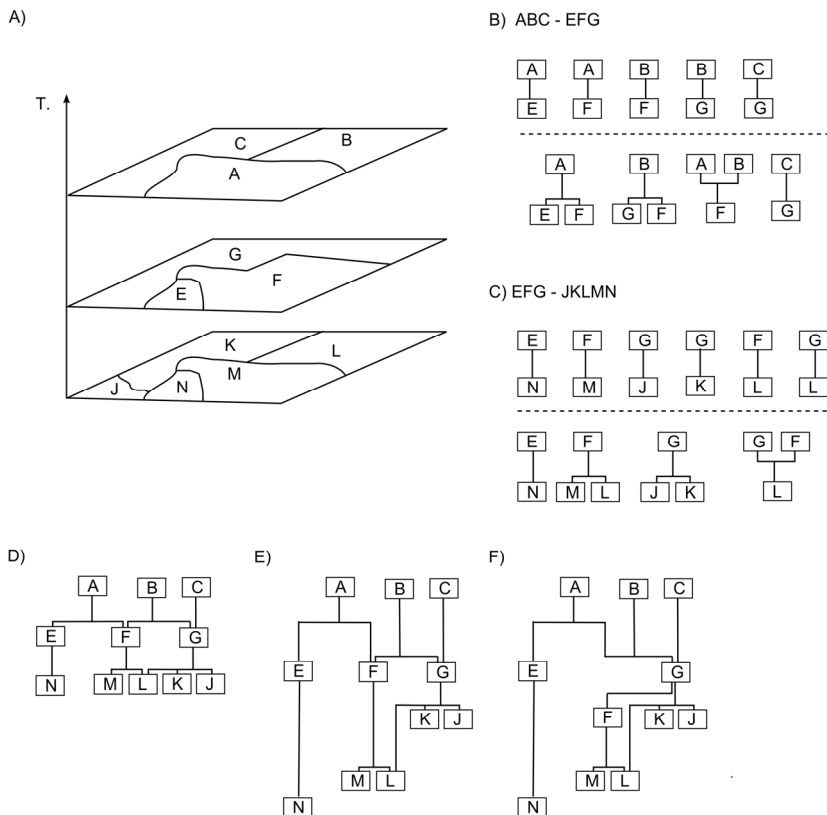 A)
T.
C
B
A
G
E
F
K
L
J
N
M
B) ABC - EFG
A A B B C
E F F G G
A B A B C
E F G F F G
C) EFG - JKLMN
E F G G F G
N M J K L L
E F G G F
N M L J K L
D)
A B C
E F G
N M L K J
E)
A B C
E F G
K J
M L
N
F)
A B C
E G
F K J
M L
N